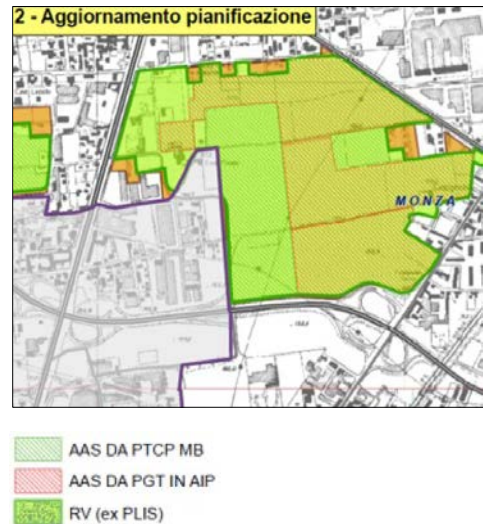 2 - Aggiornamento pianificazione
MONZA
AAS DA PTCP MB
AAS DA PGT IN AIP
RV (ex PLIS)